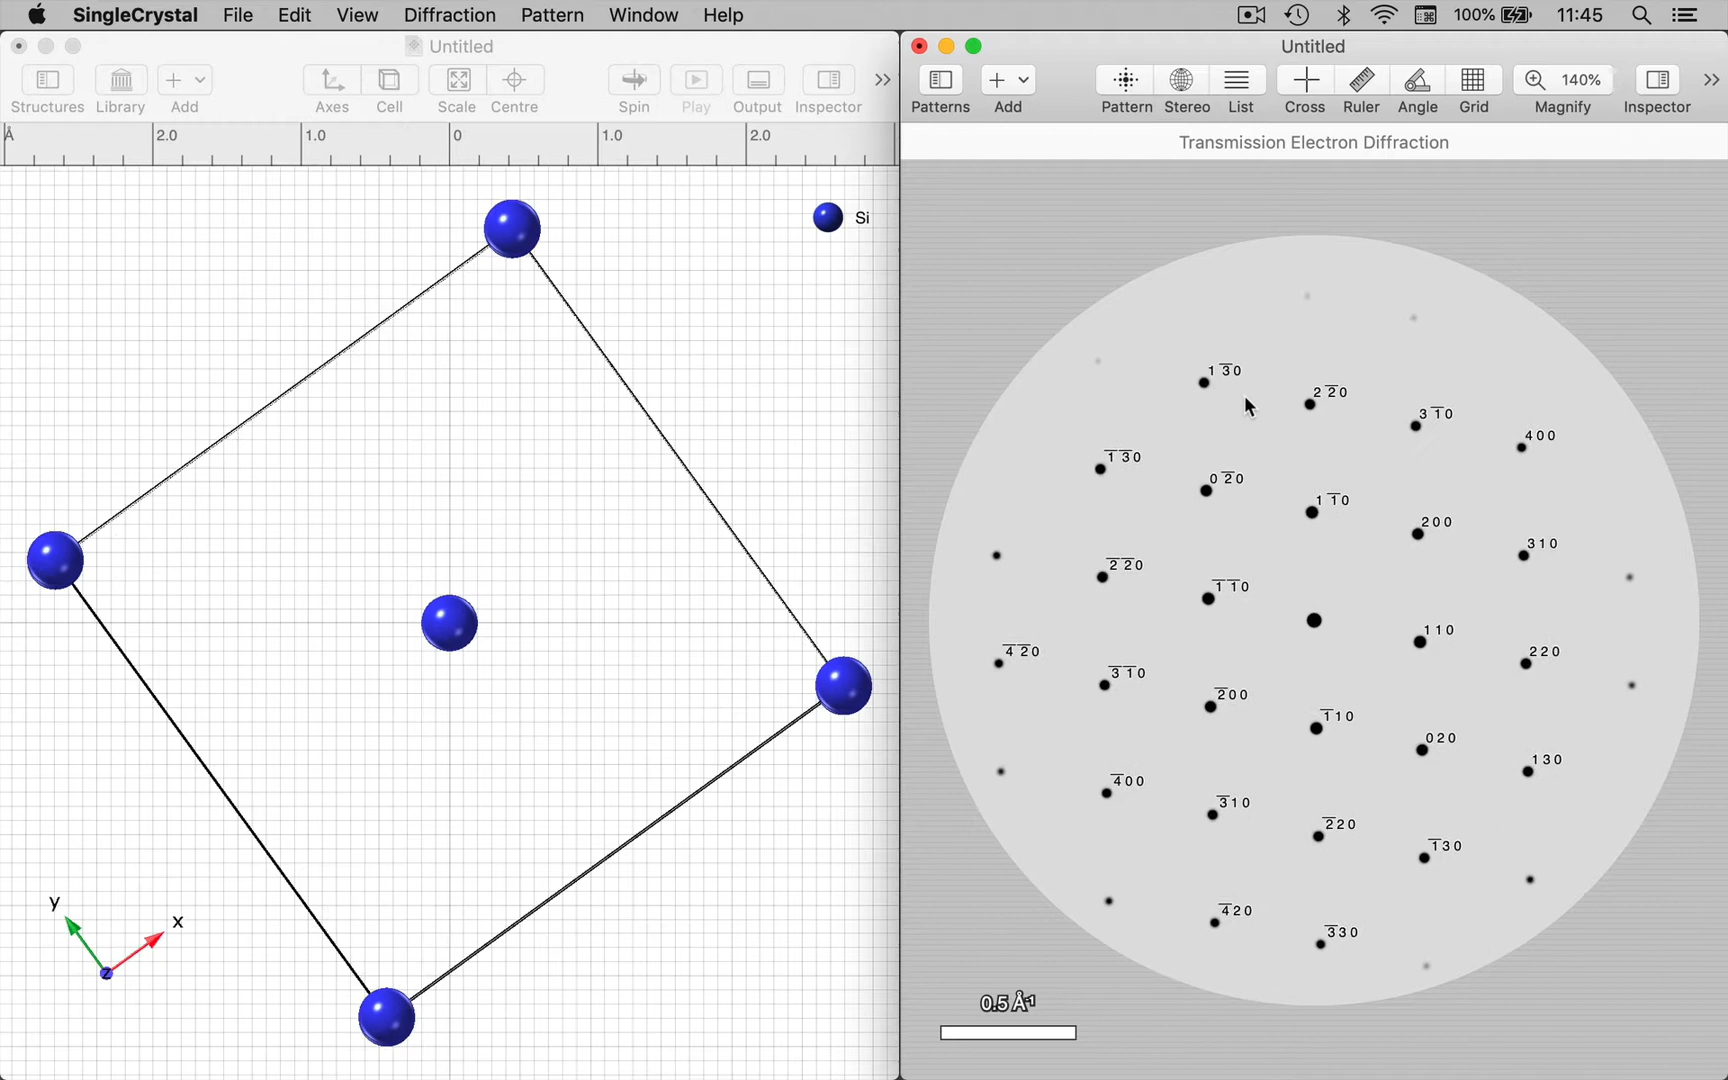 SingleCrystal File Edit View Diffraction Pattern Window Help 100% 11:45
Untitled
Structures Library Add Axes Cell Scale Centre Spin Play Output Inspector
Å 2.0 1.0 0 1.0 2.0
Si
y
x
z
Untitled
140%
Patterns Add Pattern Stereo List Cross Ruler Angle Grid Magnify Inspector
Transmission Electron Diffraction
1 3̅ 0
2 2̅ 0
3 1̅ 0
4 0 0
1̅ 3̅ 0
0 2̅ 0
1 1̅ 0
2 0 0
3 1 0
2̅ 2̅ 0
1̅ 1̅ 0
1 1 0
2 2 0
4̅ 2̅ 0
3̅ 1̅ 0
2̅ 0 0
1̅ 1 0
0 2 0
1 3 0
4̅ 0 0
3̅ 1 0
2̅ 2 0
1̅ 3 0
4̅ 2 0
3̅ 3 0
0.5 Å⁻¹